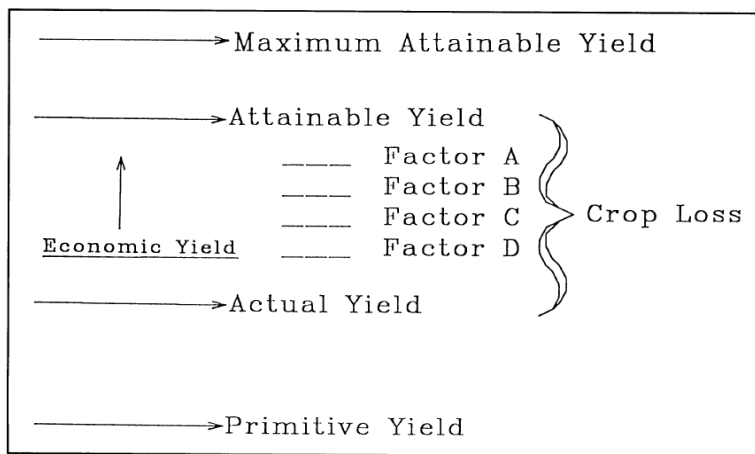 Maximum Attainable Yield
Attainable Yield
Factor A
Factor B
Factor C
Crop Loss
Economic Yield
Factor D
Actual Yield
Primitive Yield